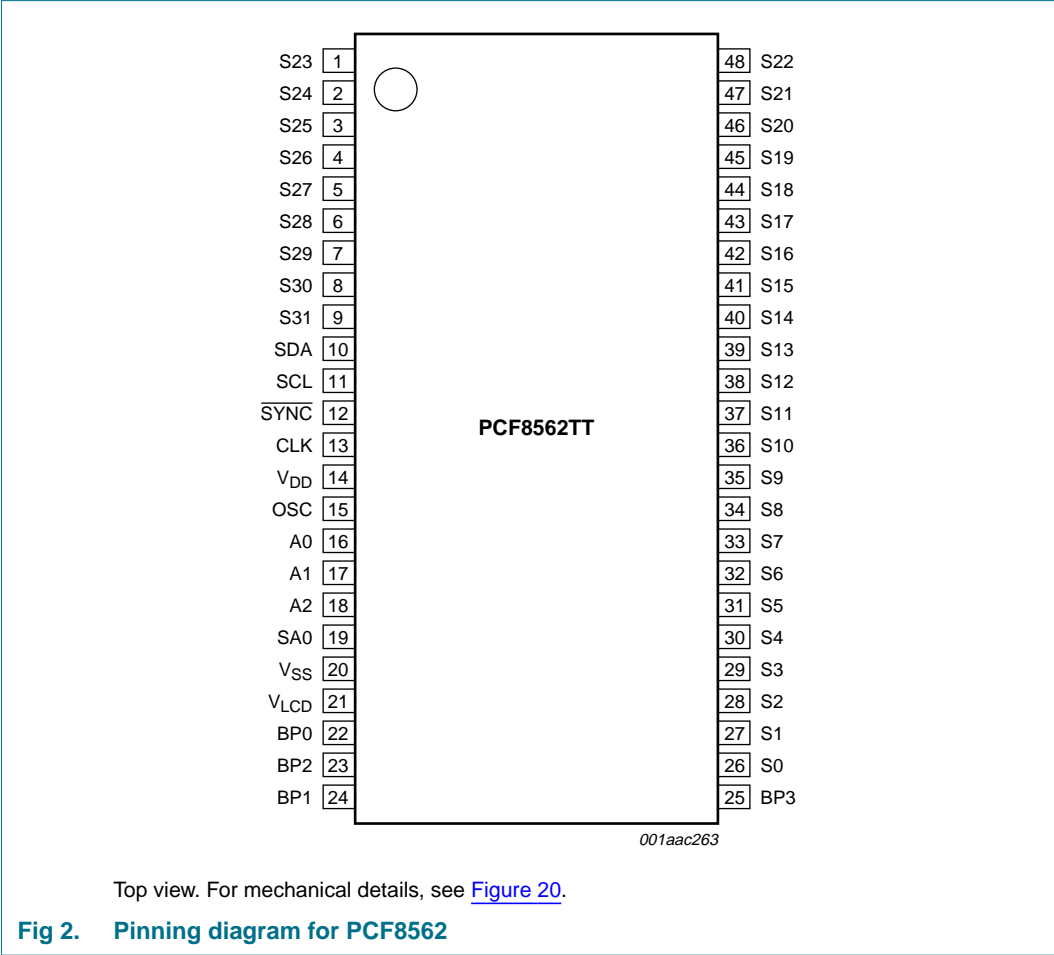 S23 1 48 S22
S24 2 47 S21
S25 3 46 S20
S26 4 45 S19
S27 5 44 S18
S28 6 43 S17
S29 7 42 S16
S30 8 41 S15
S31 9 40 S14
SDA 10 39 S13
SCL 11 38 S12
SYNC 12 37 S11
PCF8562TT
CLK 13 36 S10
VDD 14 35 S9
OSC 15 34 S8
A0 16 33 S7
A1 17 32 S6
A2 18 31 S5
SA0 19 30 S4
VSS 20 29 S3
VLCD 21 28 S2
BP0 22 27 S1
BP2 23 26 S0
BP1 24 25 BP3
001aac263
Top view. For mechanical details, see Figure 20.
Fig 2. Pinning diagram for PCF8562